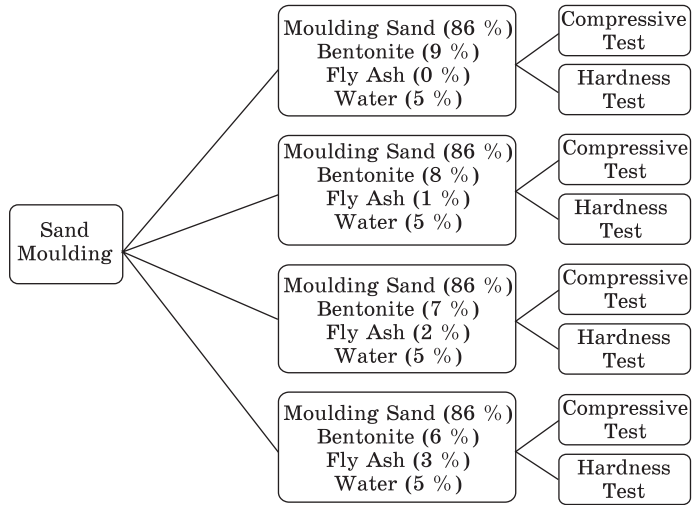 Sand
Moulding
Moulding Sand (86 %)
Bentonite (9 %)
Fly Ash (0 %)
Water (5 %)
Compressive
Test
Hardness
Test
Moulding Sand (86 %)
Bentonite (8 %)
Fly Ash (1 %)
Water (5 %)
Compressive
Test
Hardness
Test
Moulding Sand (86 %)
Bentonite (7 %)
Fly Ash (2 %)
Water (5 %)
Compressive
Test
Hardness
Test
Moulding Sand (86 %)
Bentonite (6 %)
Fly Ash (3 %)
Water (5 %)
Compressive
Test
Hardness
Test